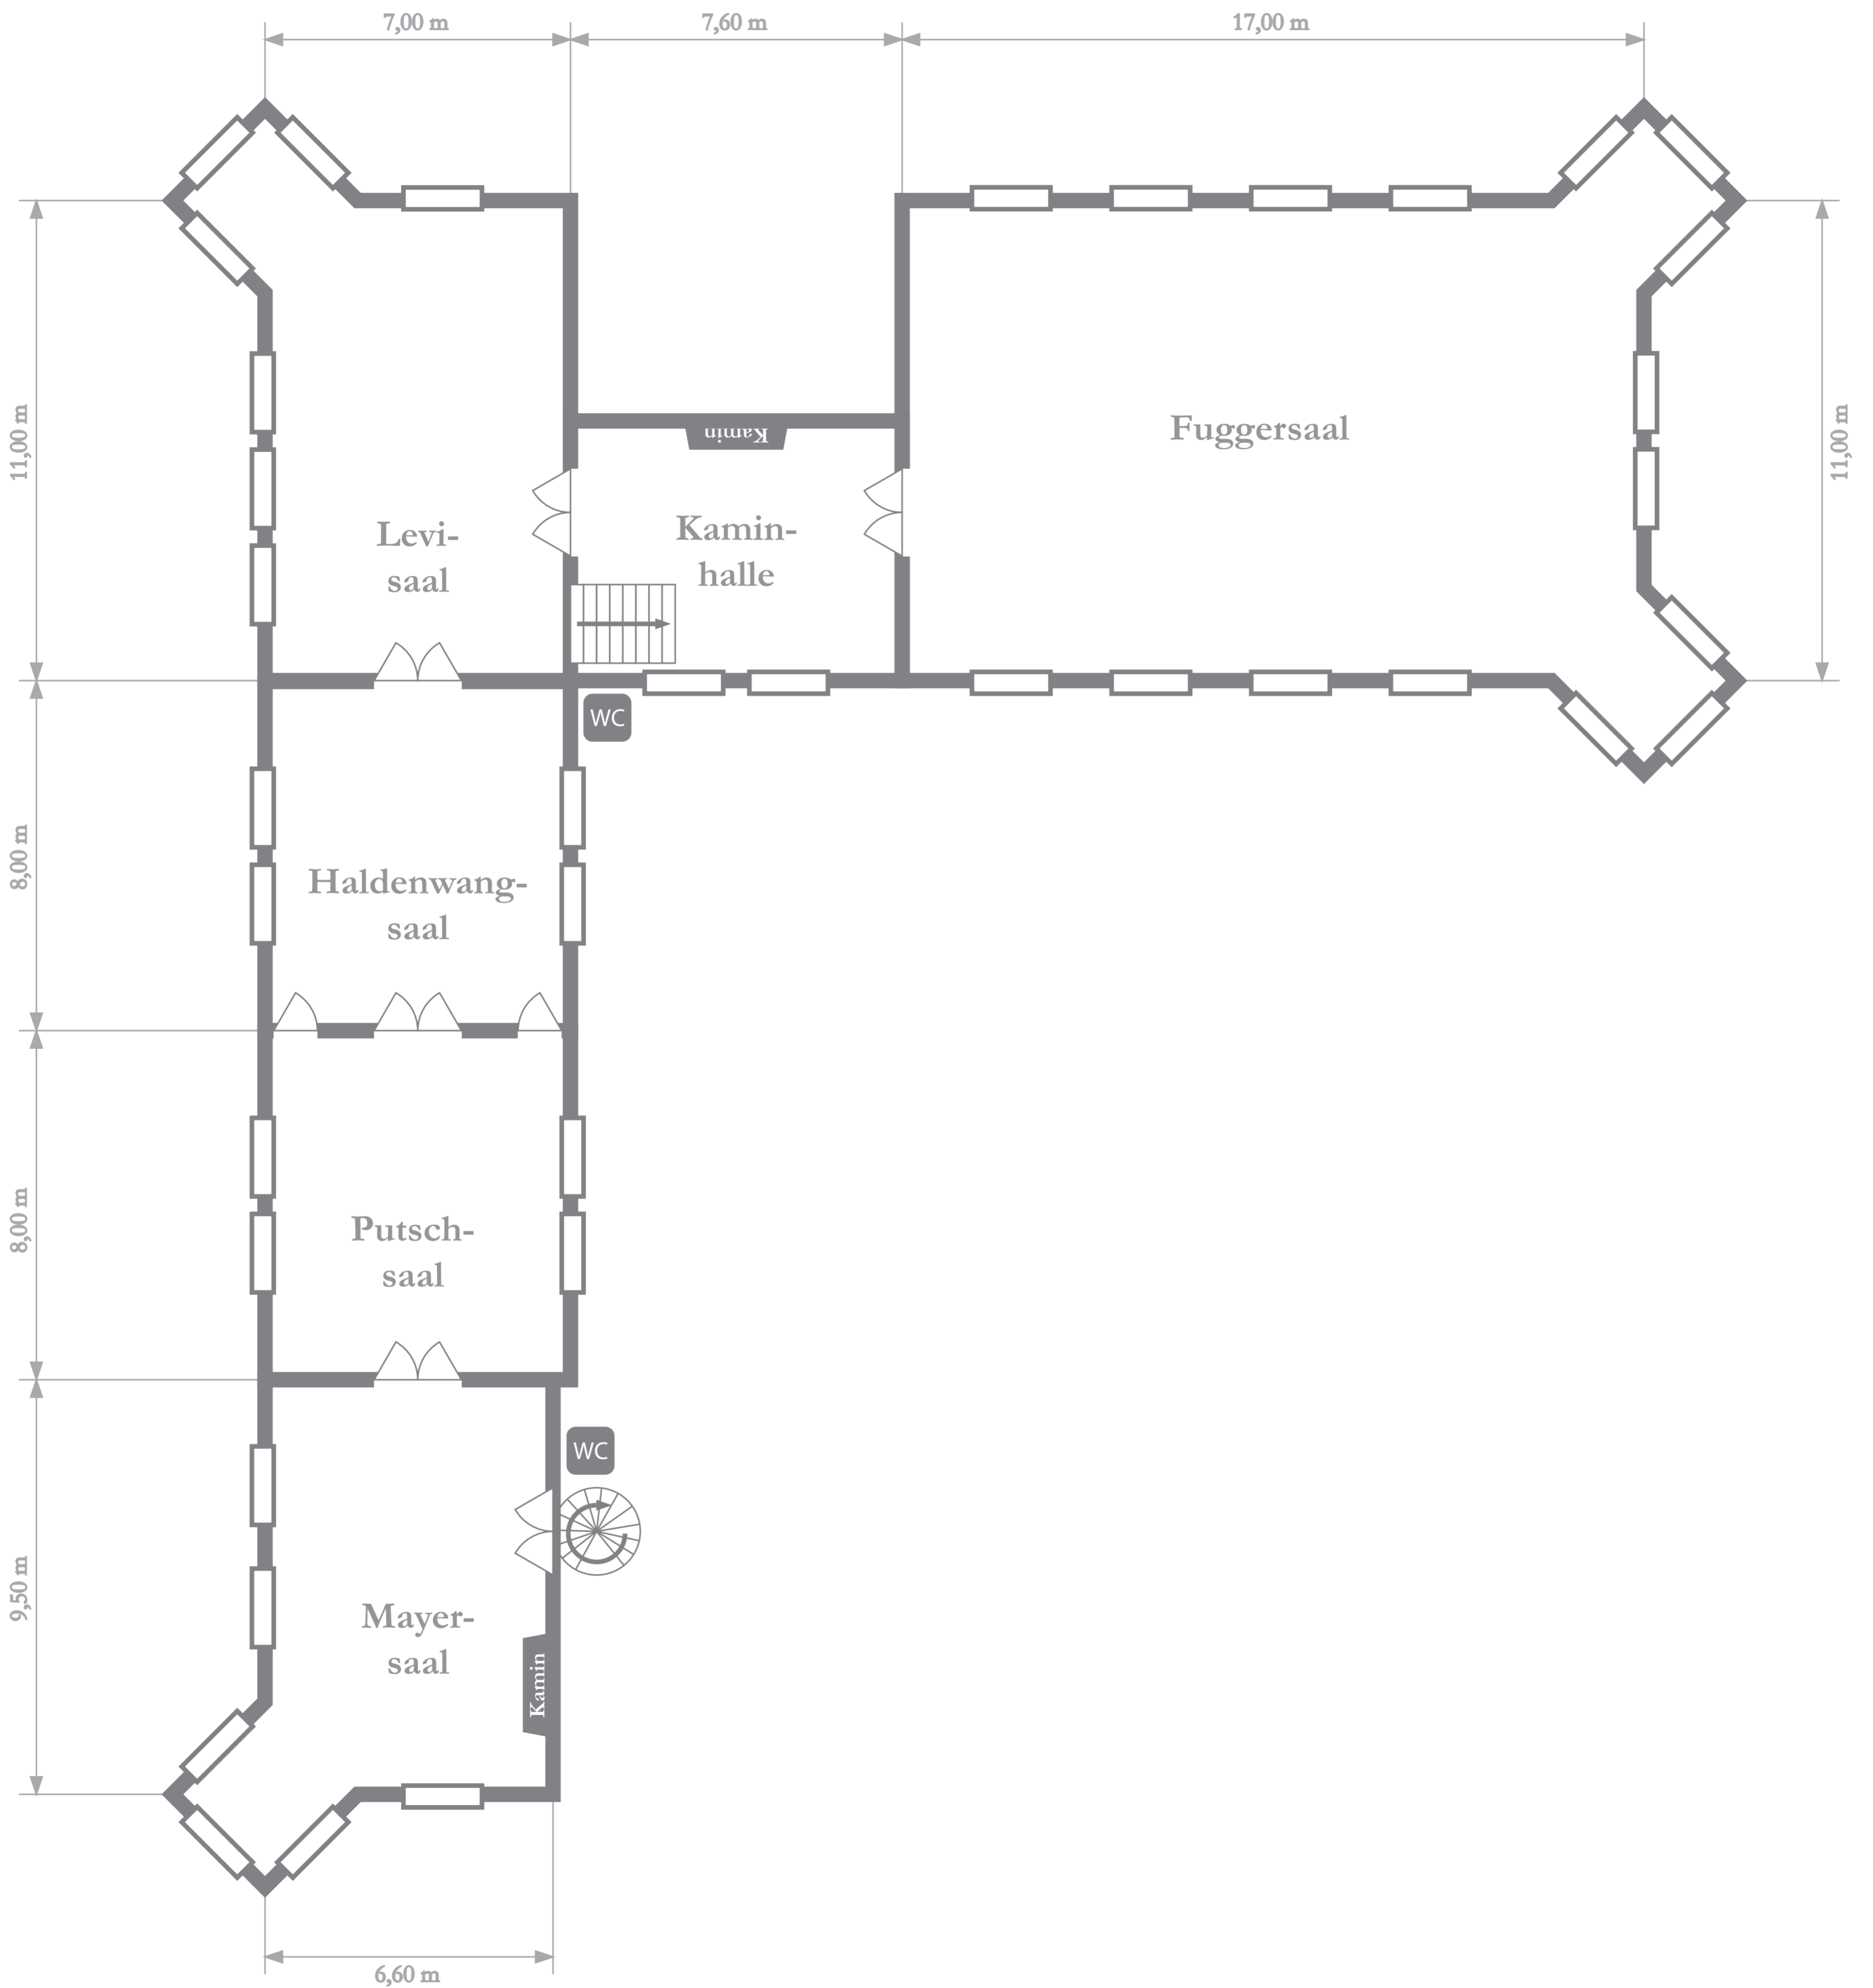 7,00 m
7,60 m
17,00 m
11,00 m
11,00 m
Kamin
Fuggersaal
Levi-
saal
Kamin-
halle
WC
8,00 m
Haldenwang-
saal
8,00 m
Putsch-
saal
WC
9,50 m
Mayer-
saal
Kamin
6,60 m